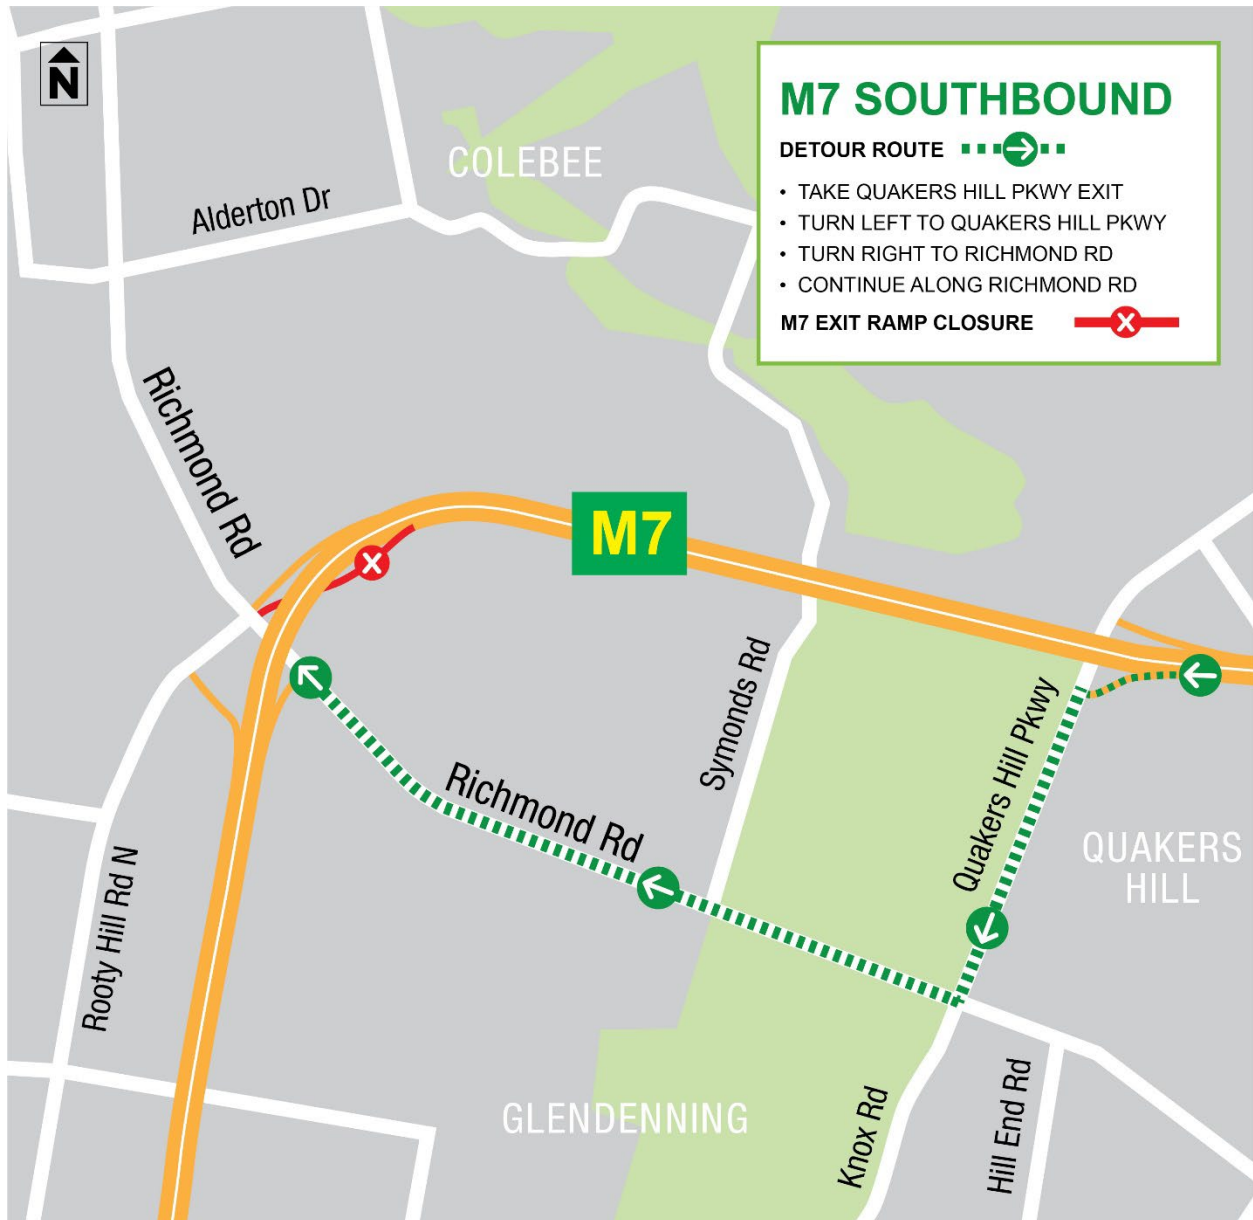 N
M7 SOUTHBOUND
DETOUR ROUTE
• TAKE QUAKERS HILL PKWY EXIT
• TURN LEFT TO QUAKERS HILL PKWY
• TURN RIGHT TO RICHMOND RD
• CONTINUE ALONG RICHMOND RD
M7 EXIT RAMP CLOSURE
COLEBEE
Alderton Dr
Richmond Rd
M7
Symonds Rd
Quakers Hill Pkwy
Richmond Rd
QUAKERS
HILL
Rooty Hill Rd N
GLENDENNING
Knox Rd
Hill End Rd